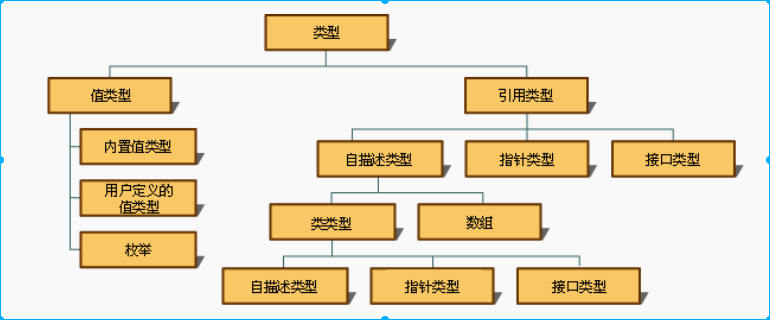 类型
值类型
引用类型
内置值类型
自描述类型
指针类型
接口类型
用户定义的
值类型
类类型
数组
枚举
自描述类型
指针类型
接口类型